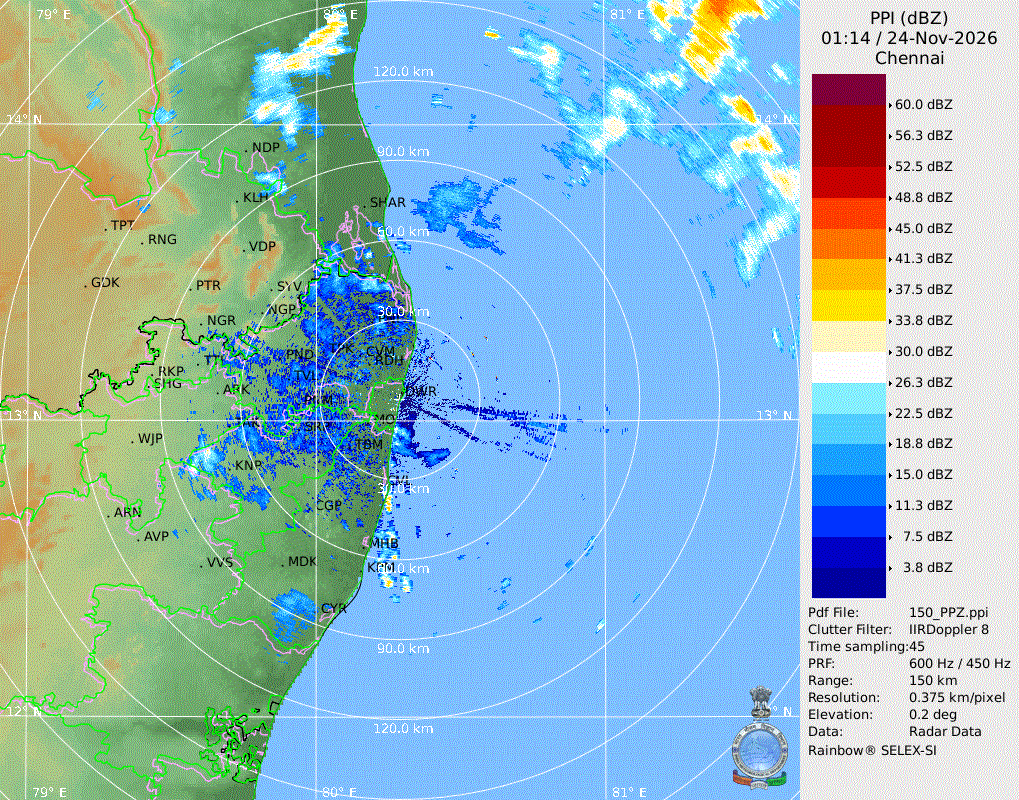 79° E
80° E
81° E
120.0 km
14° N
14° N
NDP
90.0 km
KLH
SHAR
TPT
RNG
60.0 km
VDP
GDK
PTR
SYV
NGP
30.0 km
NGR
PND
RKP
SHG
ARK
DWR
13° N
13° N
WJP
TBM
KNP
30.0 km
CGP
ARN
AVP
MHB
VVS
MDK
CYR
90.0 km
12° N
120.0 km
79° E
80° E
81° E
PPI (dBZ)
01:14 / 24-Nov-2026
Chennai
60.0 dBZ
56.3 dBZ
52.5 dBZ
48.8 dBZ
45.0 dBZ
41.3 dBZ
37.5 dBZ
33.8 dBZ
30.0 dBZ
26.3 dBZ
22.5 dBZ
18.8 dBZ
15.0 dBZ
11.3 dBZ
7.5 dBZ
3.8 dBZ
Pdf File: 150_PPZ.ppi
Clutter Filter: IIRDoppler 8
Time sampling:45
PRF: 600 Hz / 450 Hz
Range: 150 km
Resolution: 0.375 km/pixel
Elevation: 0.2 deg
Data: Radar Data
Rainbow® SELEX-SI